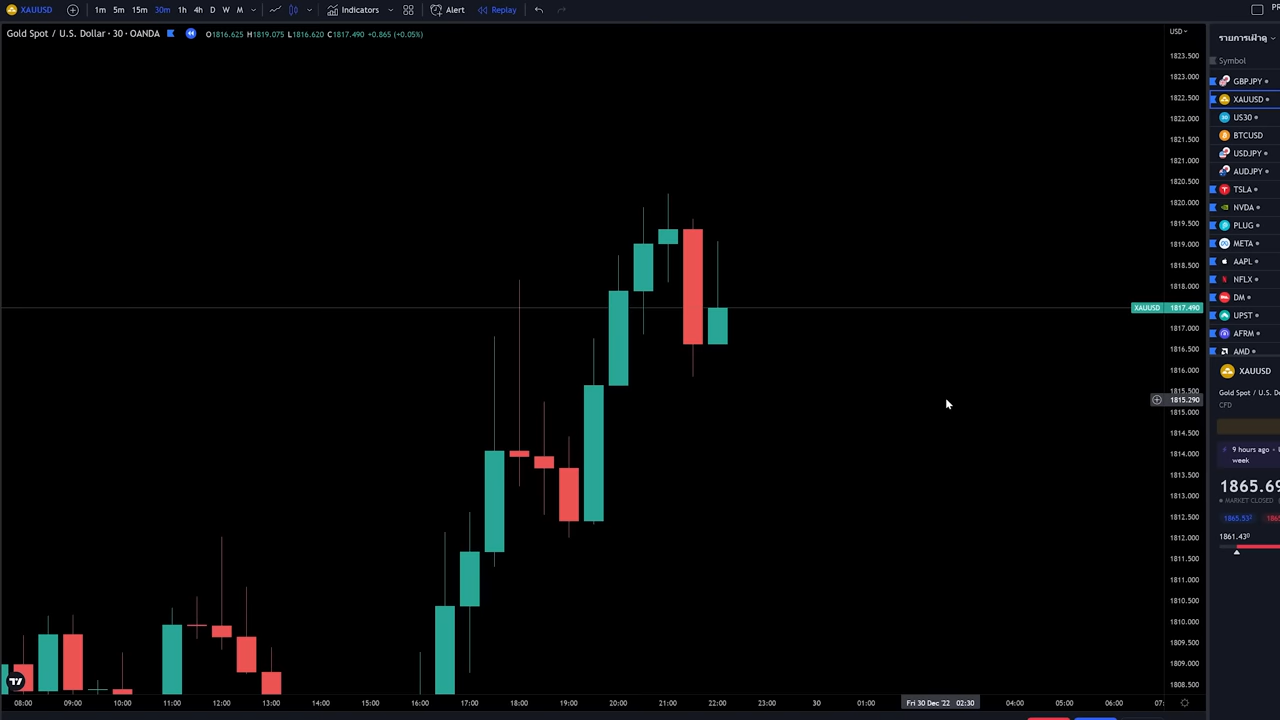 XAUUSD 1m 5m 15m 30m 1h 4h D W M Indicators Alert Replay
Gold Spot / U.S. Dollar · 30 · OANDA O1816.625 H1819.075 L1816.620 C1817.490 +0.865 (+0.05%)
USD
1823.500
1823.000
1822.500
1822.000
1821.500
1821.000
1820.500
1820.000
1819.500
1819.000
1818.500
1818.000
XAUUSD 1817.490
1817.000
1816.500
1816.000
1815.500
1815.290
1815.000
1814.500
1814.000
1813.500
1813.000
1812.500
1812.000
1811.500
1811.000
1810.500
1810.000
1809.500
1809.000
1808.500
08:00 09:00 10:00 11:00 12:00 13:00 14:00 15:00 16:00 17:00 18:00 19:00 20:00 21:00 22:00 23:00 30 01:00 Fri 30 Dec '22 02:30 04:00 05:00 06:00 07:
รายการเฝ้าดู
Symbol
GBPJPY
XAUUSD
US30
BTCUSD
USDJPY
AUDJPY
TSLA
NVDA
PLUG
META
AAPL
NFLX
DM
UPST
AFRM
AMD
XAUUSD
Gold Spot / U.S. Do
CFD
9 hours ago
week
1865.69
MARKET CLOSED
1865.53
1861.43